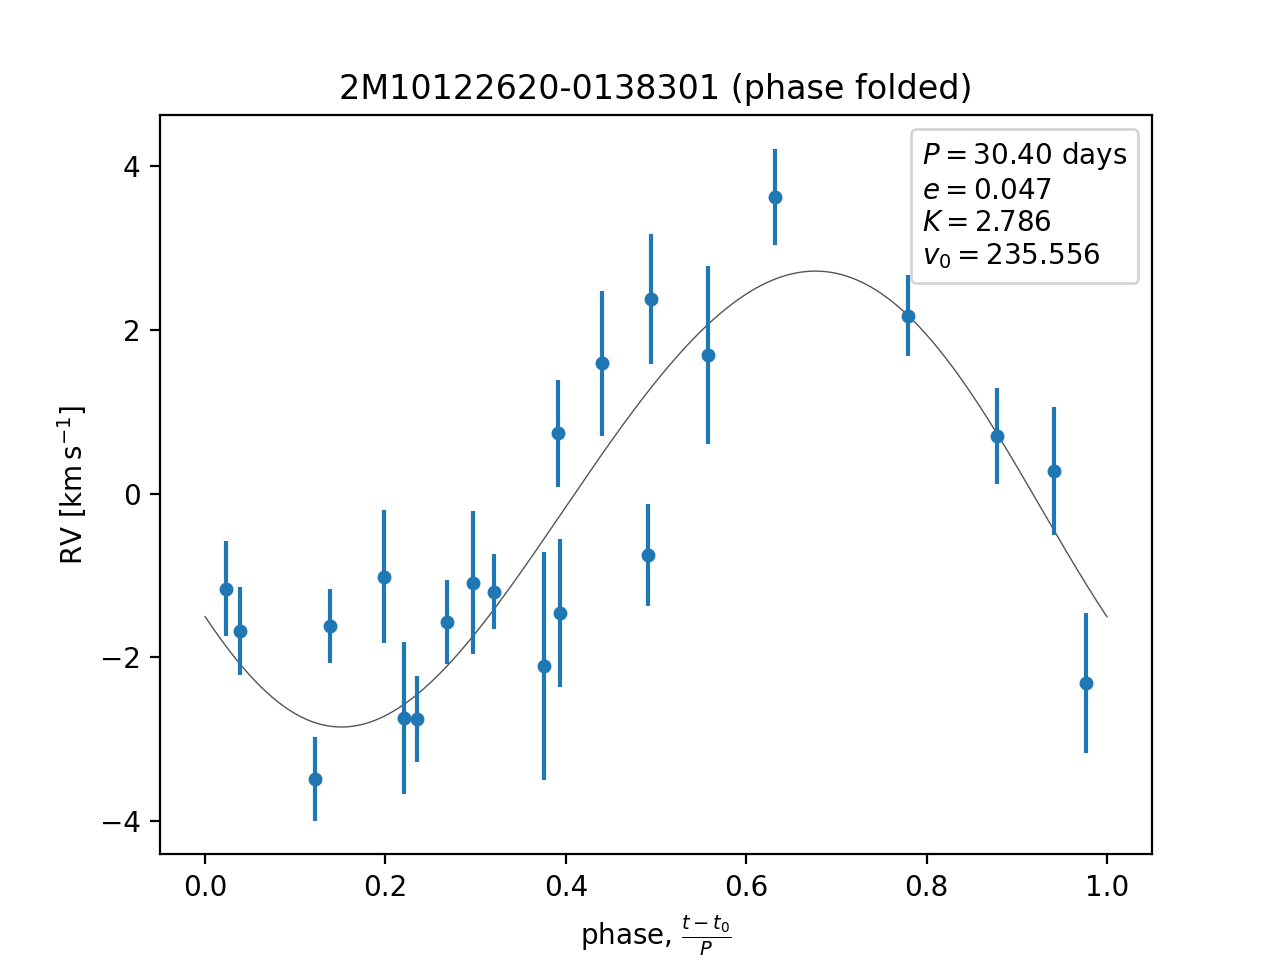 2M10122620-0138301 (phase folded)
P = 30.40 days
e = 0.047
K = 2.786
v₀ = 235.556
RV [km s⁻¹]
4
2
0
−2
−4
0.0 0.2 0.4 0.6 0.8 1.0
phase, (t − t₀)/P